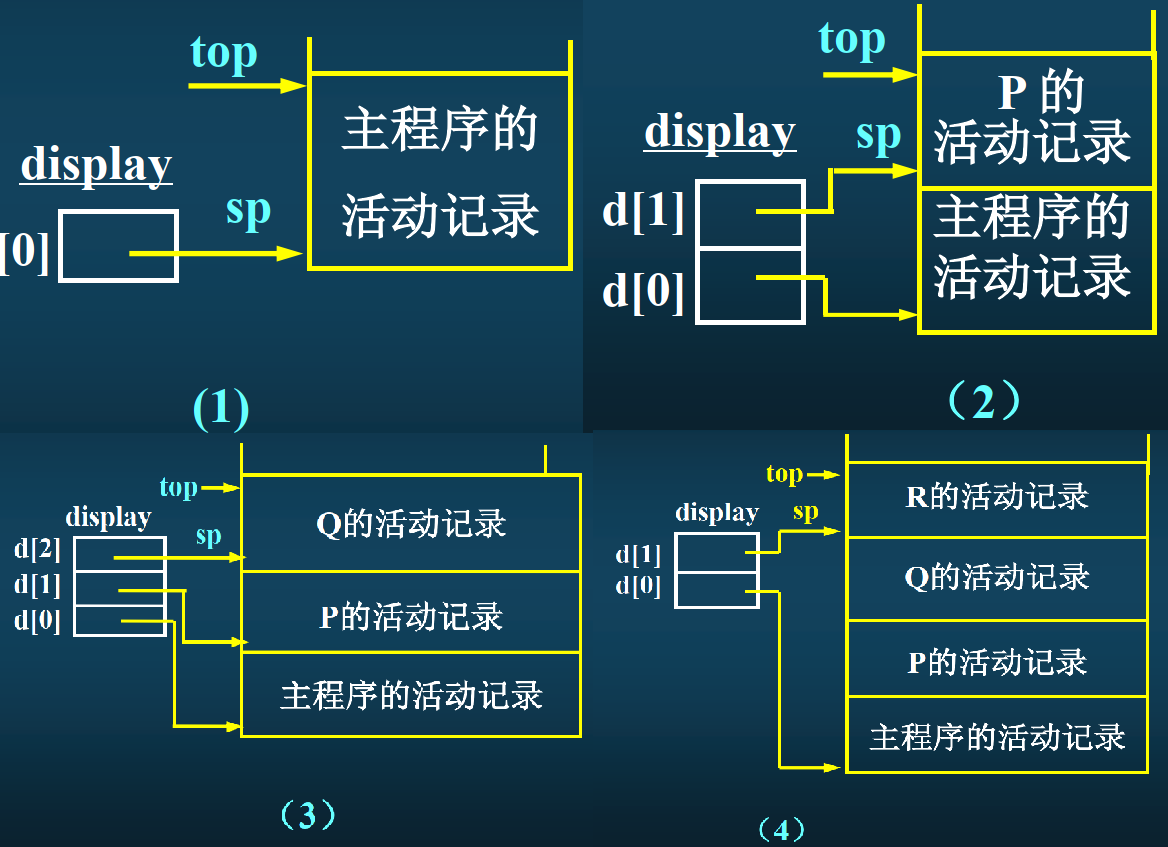 top
主程序的
活动记录
display
sp
[0]
(1)
top
P 的
活动记录
display
sp
d[1]
主程序的
活动记录
d[0]
（2）
top
Q的活动记录
display
sp
d[2]
d[1]
d[0]
P的活动记录
主程序的活动记录
（3）
top
R的活动记录
display
sp
d[1]
d[0]
Q的活动记录
P的活动记录
主程序的活动记录
（4）